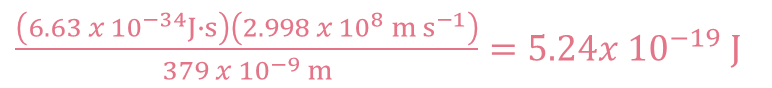 (6.63 x 10⁻³⁴J·s)(2.998 x 10⁸ m s⁻¹)
379 x 10⁻⁹ m
= 5.24x 10⁻¹⁹ J